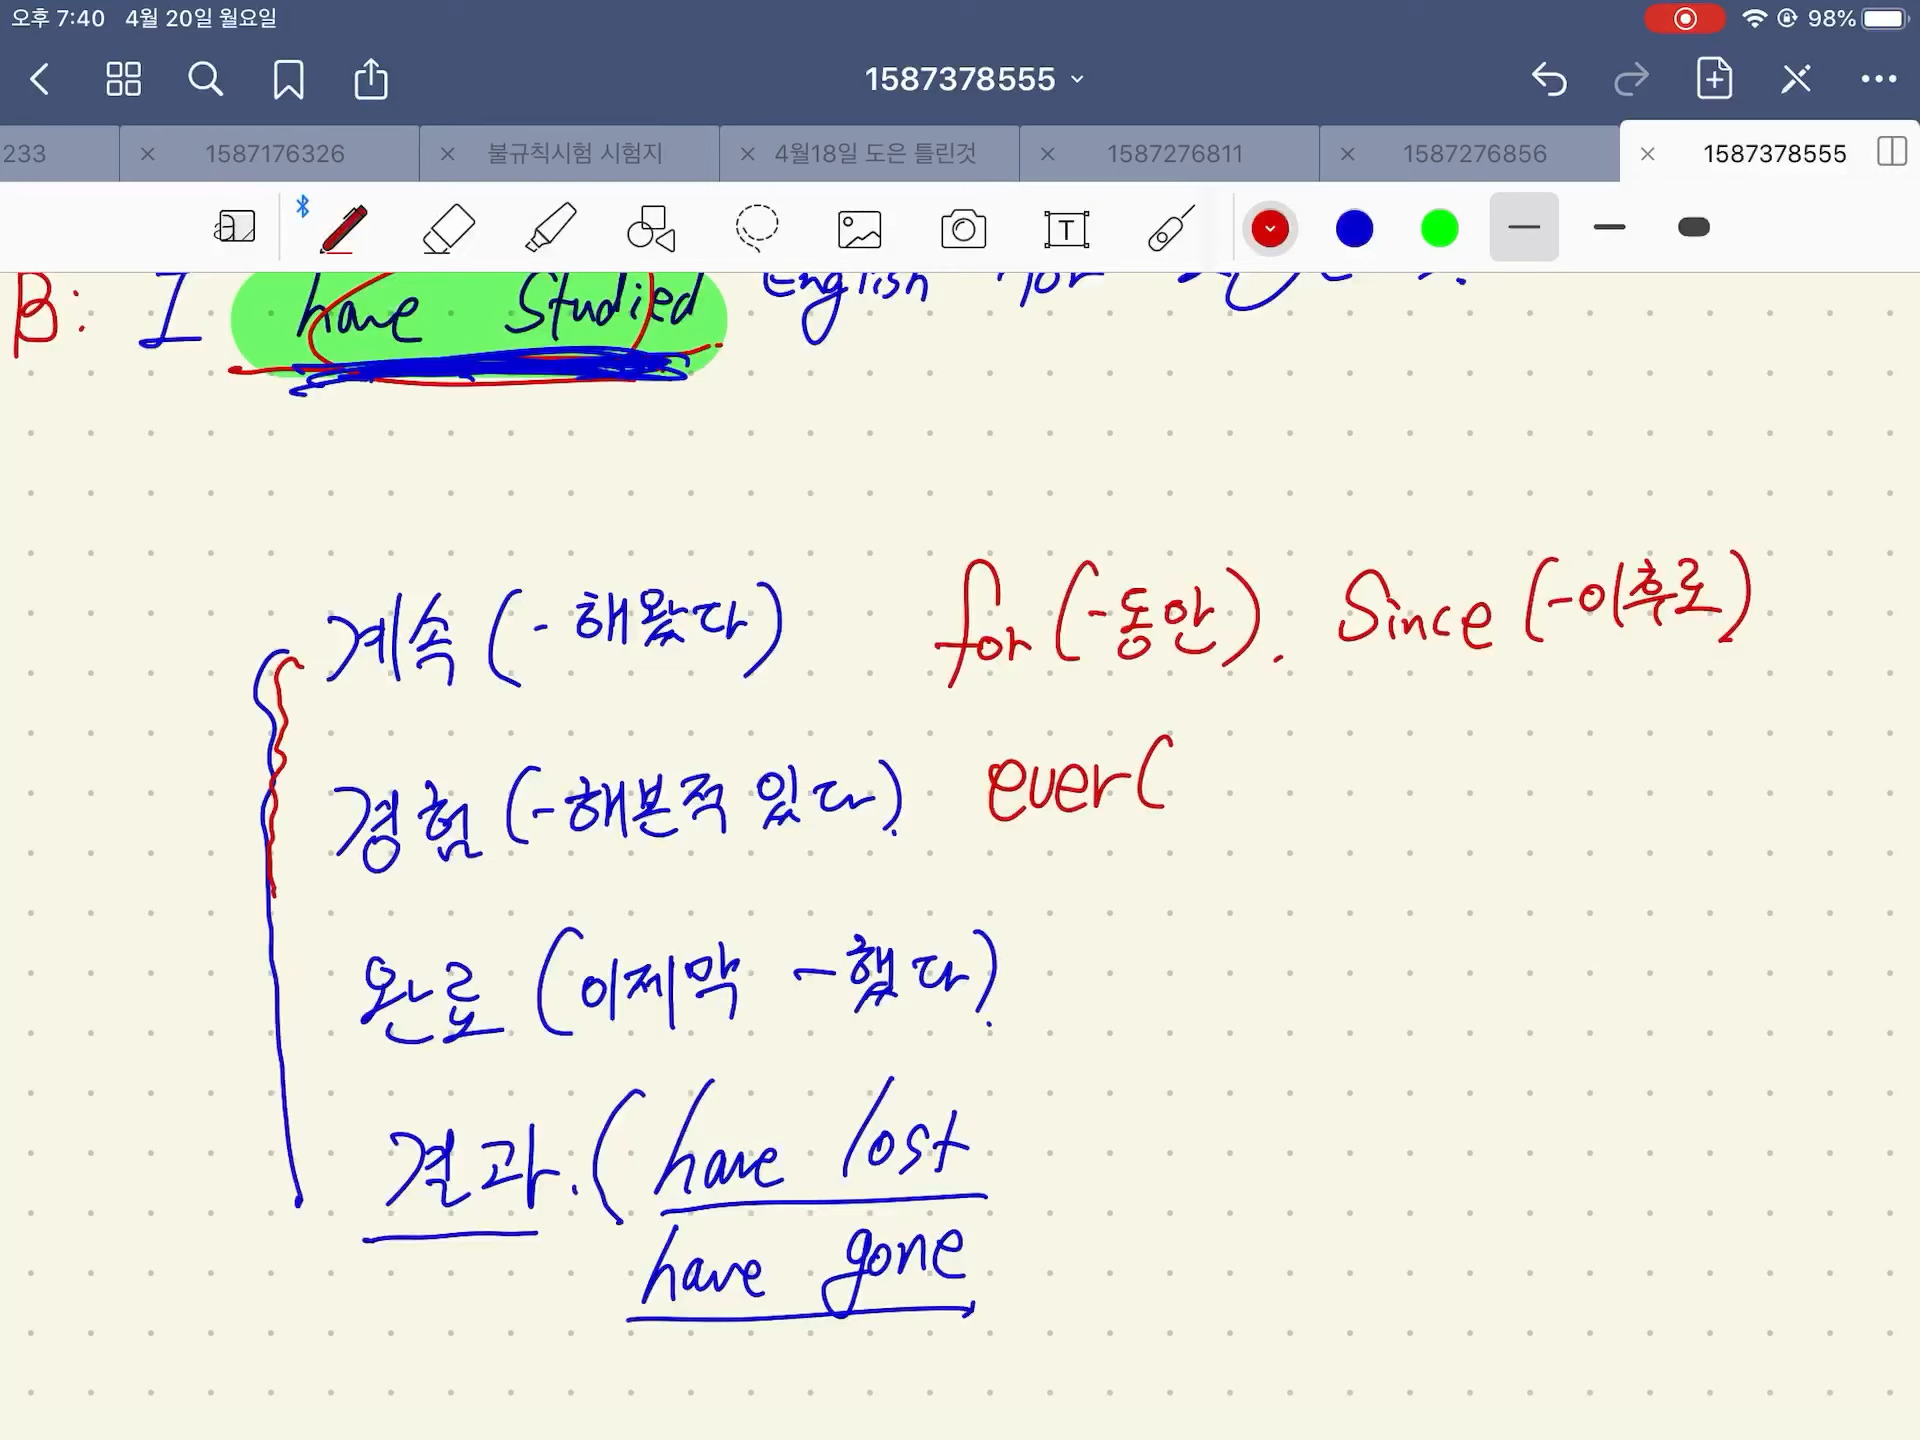 오후 7:40 4월 20일 월요일 98%
1587378555
233 1587176326 불규칙시험 시험지 4월18일 도은 틀린것 1587276811 1587276856 1587378555
B: I have studied English for
계속 (-해왔다) for (-동안). Since (-이후로)
경험 (-해본적 있다). ever(
완료 (이제막 -했다).
결과. (have lost
have gone